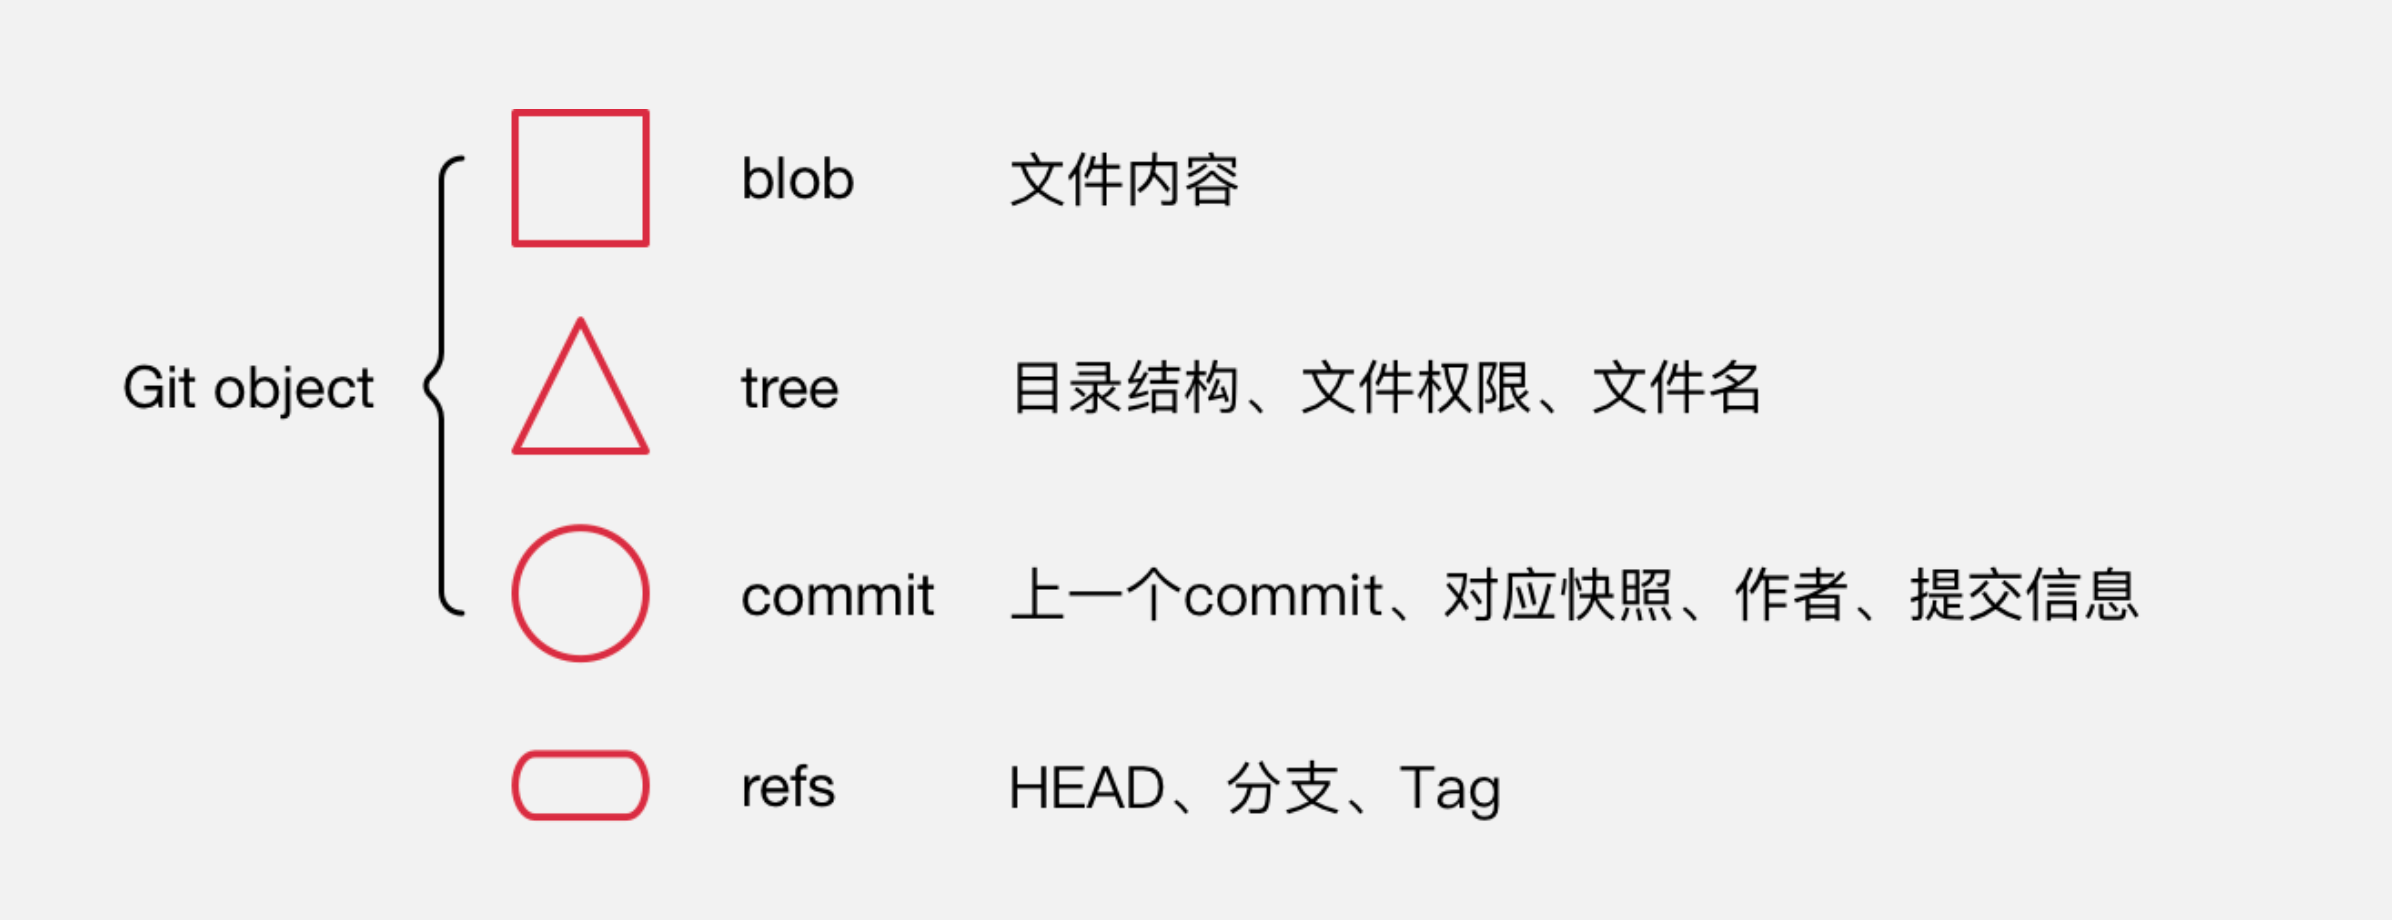 blob 文件内容
Git object
tree 目录结构、文件权限、文件名
commit 上一个commit、对应快照、作者、提交信息
refs HEAD、分支、Tag